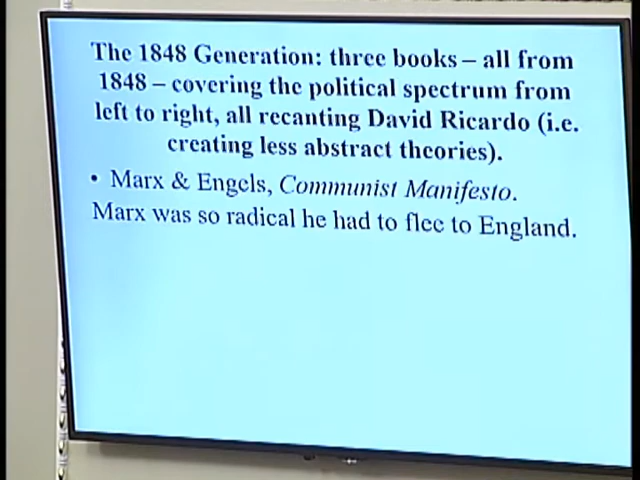 The 1848 Generation: three books – all from
1848 – covering the political spectrum from
left to right, all recanting David Ricardo (i.e.
creating less abstract theories).
• Marx & Engels, Communist Manifesto.
Marx was so radical he had to flee to England.